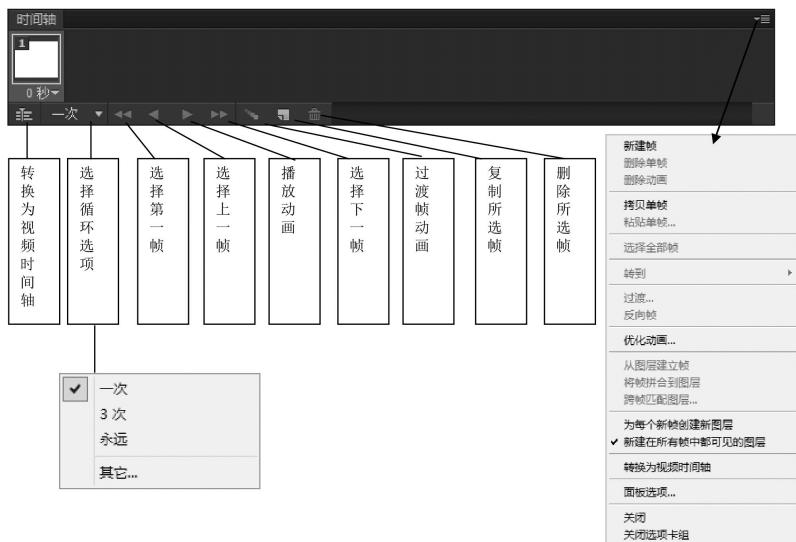 时间轴
1
0 秒
一次
转换为视频时间轴
选择循环选项
选择第一帧
选择上一帧
播放动画
选择下一帧
过渡帧动画
复制所选帧
删除所选帧
一次
3 次
永远
其它...
新建帧
删除单帧
删除动画
拷贝单帧
粘贴单帧...
选择全部帧
转到
过渡...
反向帧
优化动画...
从图层建立帧
将帧拼合到图层
跨帧匹配图层...
为每个新帧创建新图层
新建在所有帧中都可见的图层
转换为视频时间轴
面板选项...
关闭
关闭选项卡组